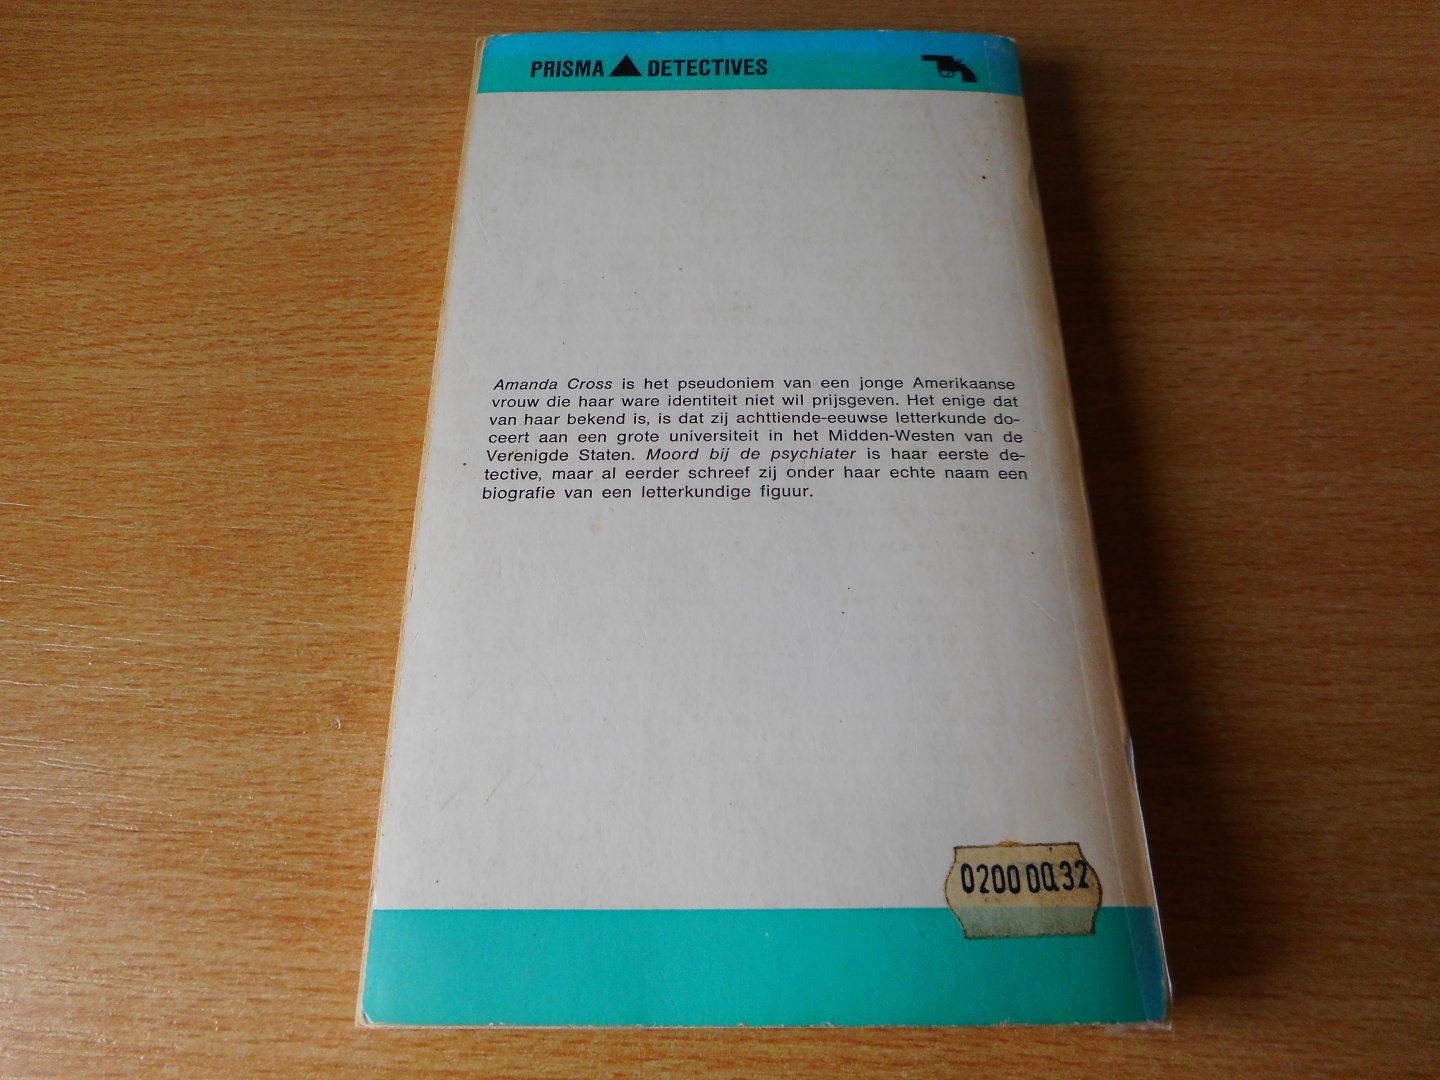 PRISMA DETECTIVES
Amanda Cross is het pseudoniem van een jonge Amerikaanse
vrouw die haar ware identiteit niet wil prijsgeven. Het enige dat
van haar bekend is, is dat zij achttiende-eeuwse letterkunde do-
ceert aan een grote universiteit in het Midden-Westen van de
Verenigde Staten. Moord bij de psychiater is haar eerste de-
tective, maar al eerder schreef zij onder haar echte naam een
biografie van een letterkundige figuur.
0200 00.32